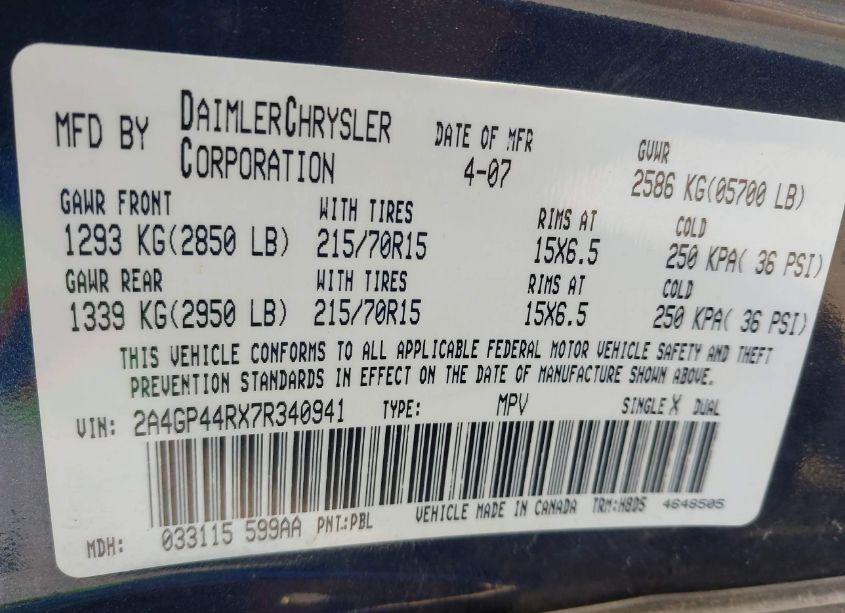 MFD BY DAIMLERCHRYSLER CORPORATION DATE OF MFR 4-07 GVWR 2586 KG(05700 LB)
GAWR FRONT WITH TIRES RIMS AT COLD
1293 KG(2850 LB) 215/70R15 15X6.5 250 KPA( 36 PSI)
GAWR REAR WITH TIRES RIMS AT COLD
1339 KG(2950 LB) 215/70R15 15X6.5 250 KPA( 36 PSI)
THIS VEHICLE CONFORMS TO ALL APPLICABLE FEDERAL MOTOR VEHICLE SAFETY AND THEFT
PREVENTION STANDARDS IN EFFECT ON THE DATE OF MANUFACTURE SHOWN ABOVE.
VIN: 2A4GP44RX7R340941 TYPE: MPV SINGLE X DUAL
MDH: 033115 599AA PNT:PBL VEHICLE MADE IN CANADA TRM:H8D5 4648505